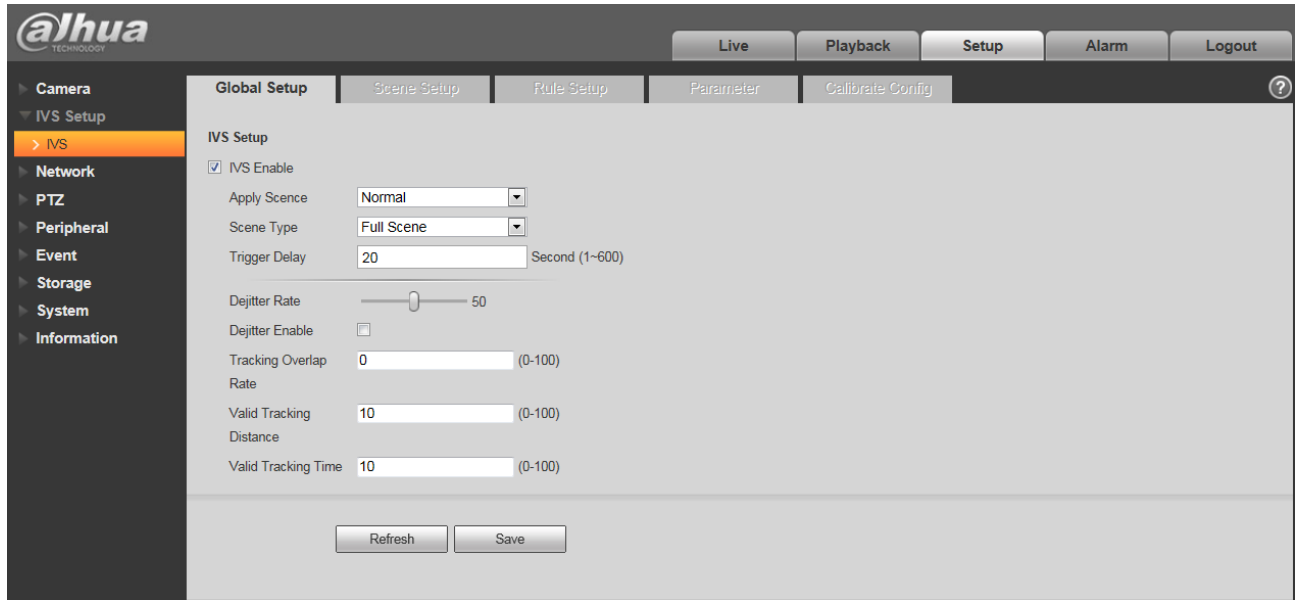 alhua
TECHNOLOGY
Live Playback Setup Alarm Logout
Camera
IVS Setup
IVS
Network
PTZ
Peripheral
Event
Storage
System
Information
Global Setup Scene Setup Rule Setup Parameter Calibrate Config ?
IVS Setup
IVS Enable
Apply Scence Normal
Scene Type Full Scene
Trigger Delay 20 Second (1~600)
Dejitter Rate 50
Dejitter Enable
Tracking Overlap 0 (0-100)
Rate
Valid Tracking 10 (0-100)
Distance
Valid Tracking Time 10 (0-100)
Refresh Save